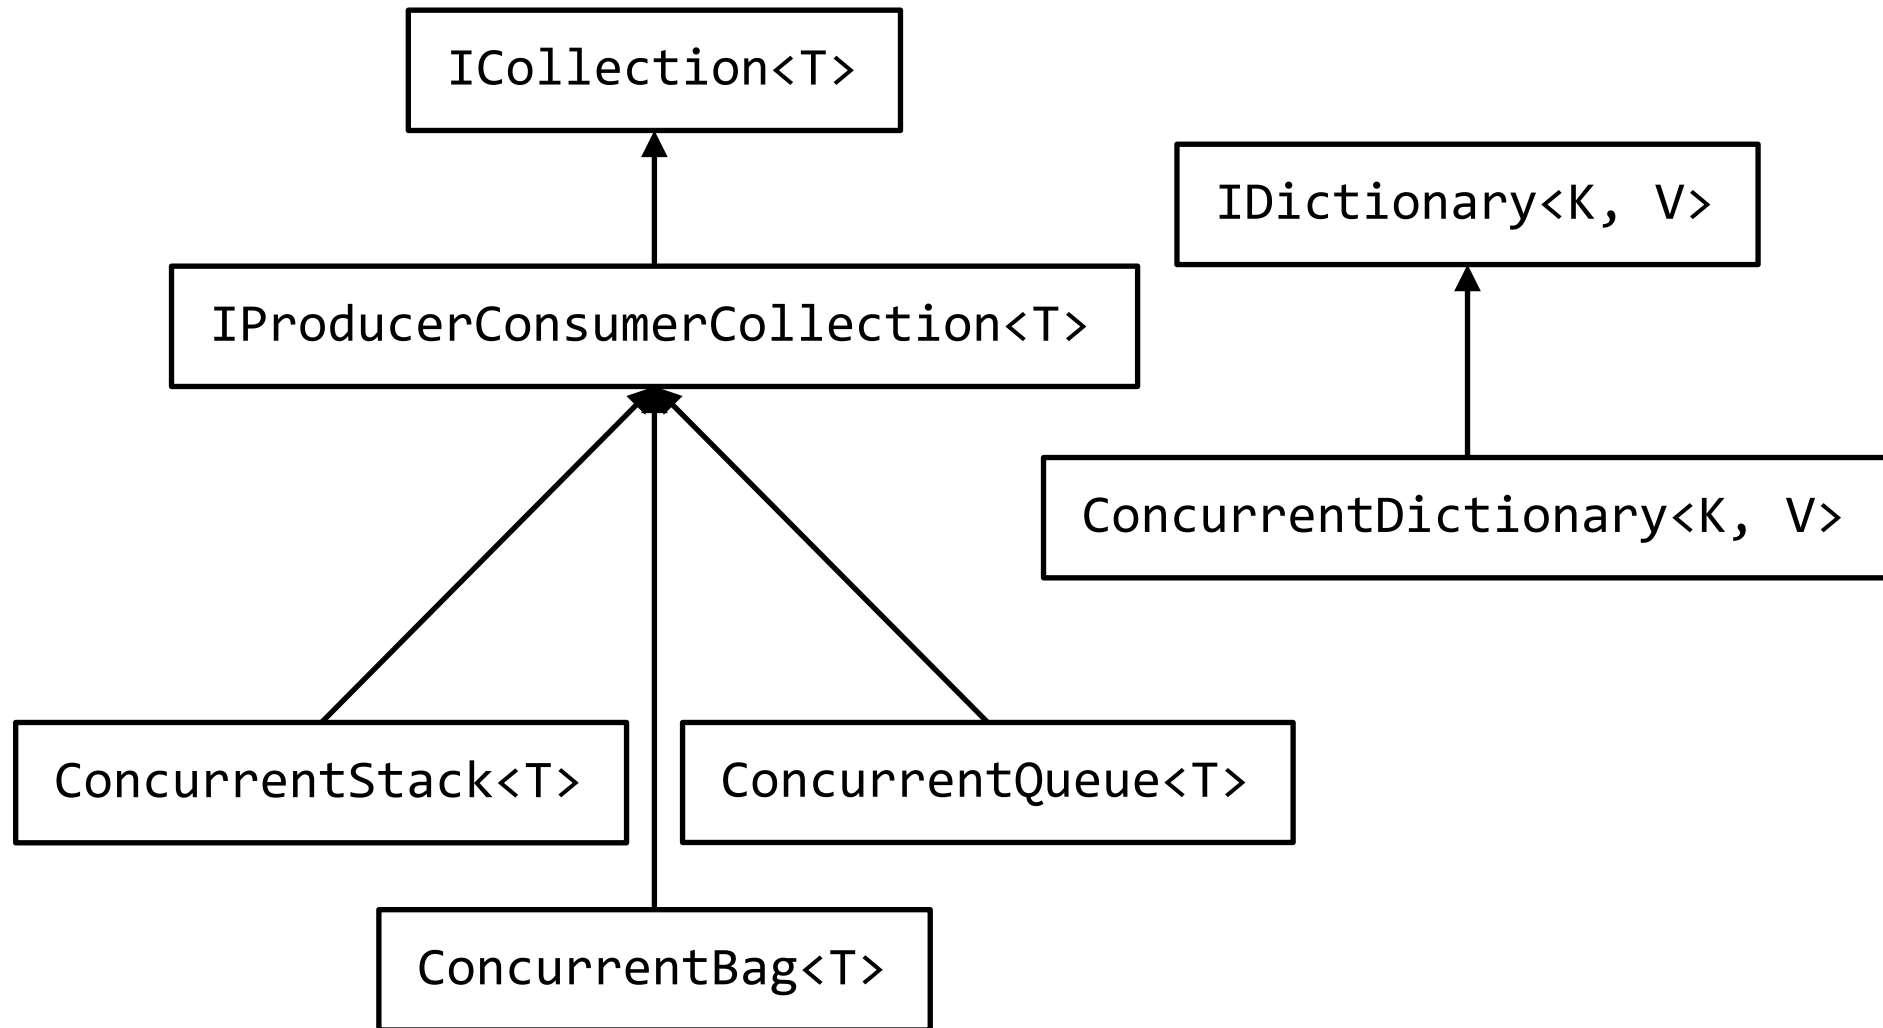 ICollection<T>
IDictionary<K, V>
IProducerConsumerCollection<T>
ConcurrentDictionary<K, V>
ConcurrentStack<T>
ConcurrentQueue<T>
ConcurrentBag<T>